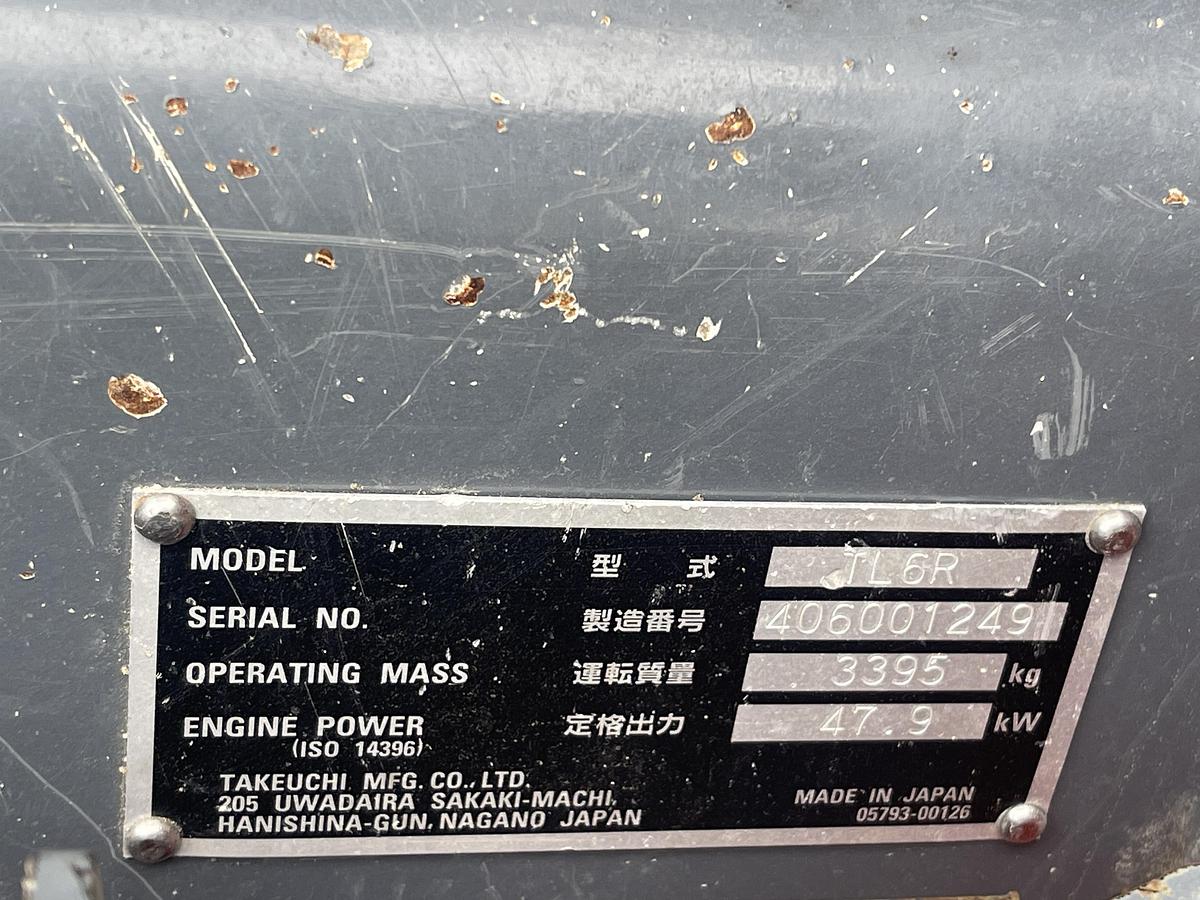 MODEL 型 式 TL6R
SERIAL NO. 製造番号 406001249
OPERATING MASS 運転質量 3395 kg
ENGINE POWER 定格出力 47.9 kW
(ISO 14396)
TAKEUCHI MFG. CO., LTD.
205 UWADAIRA SAKAKI-MACHI,
HANISHINA-GUN, NAGANO JAPAN
MADE IN JAPAN
05793-00126